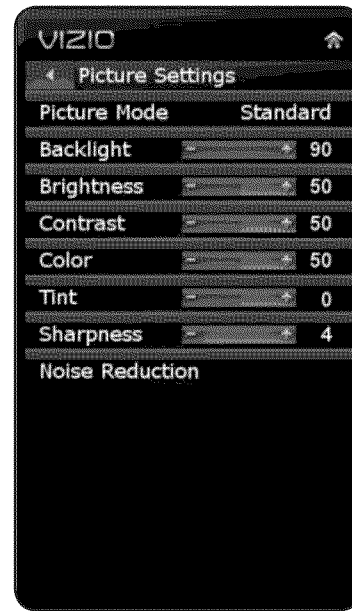 VIZIO
Picture Settings
Picture Mode Standard
Backlight - + 90
Brightness - + 50
Contrast - + 50
Color - + 50
Tint - + 0
Sharpness - + 4
Noise Reduction